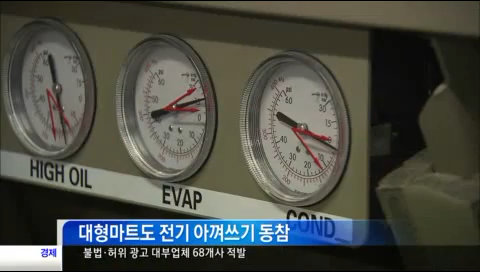 HIGH OIL
EVAP
COND
대형마트도 전기 아껴쓰기 동참
경제
불법·허위 광고 대부업체 68개사 적발